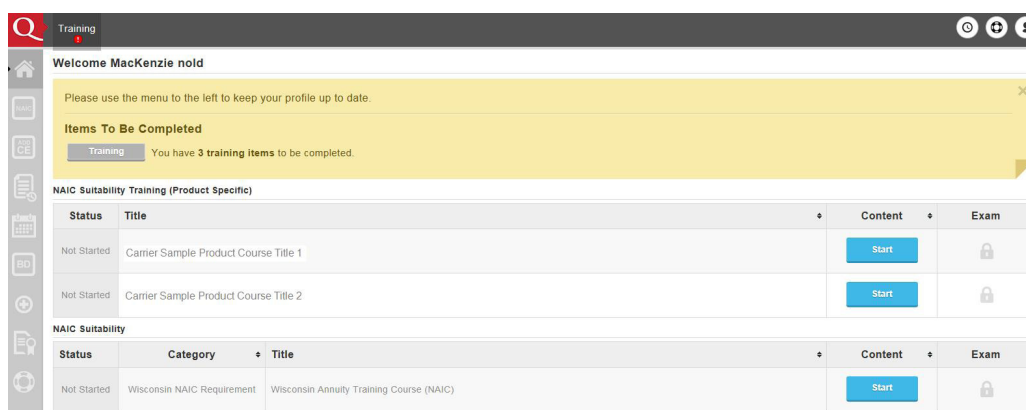 Q Training
!
Welcome MacKenzie nold
Please use the menu to the left to keep your profile up to date.
Items To Be Completed
Training You have 3 training items to be completed.
NAIC Suitability Training (Product Specific)
Status Title Content Exam
Not Started Carrier Sample Product Course Title 1 Start
Not Started Carrier Sample Product Course Title 2 Start
NAIC Suitability
Status Category Title Content Exam
Not Started Wisconsin NAIC Requirement Wisconsin Annuity Training Course (NAIC) Start
NAIC
CE
BD